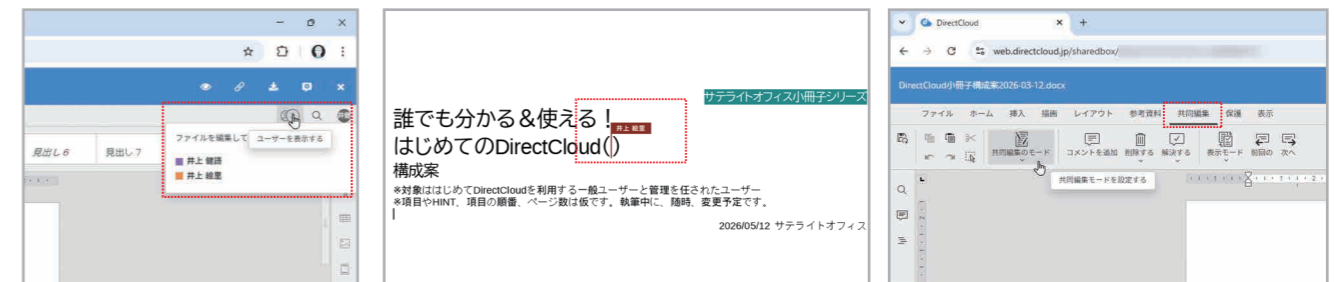 ファイルを編集して
ユーザーを表示する
見出し 6
見出し 7
井上 健語
井上 絵里
サテライトオフィス小冊子シリーズ
誰でも分かる＆使える！
井上 絵里
はじめてのDirectCloud()
構成案
※対象ははじめてDirectCloudを利用する一般ユーザーと管理を任されたユーザー
※項目やHINT、項目の順番、ページ数は仮です。執筆中に、随時、変更予定です。
2026/05/12 サテライトオフィス
DirectCloud
web.directcloud.jp/sharedbox/
DirectCloud小冊子構成案2026-03-12.docx
ファイル ホーム 挿入 描画 レイアウト 参考資料 共同編集 保護 表示
共同編集のモード コメントを追加 削除する 解決する 表示モード 前回の 次へ
共同編集モードを設定する